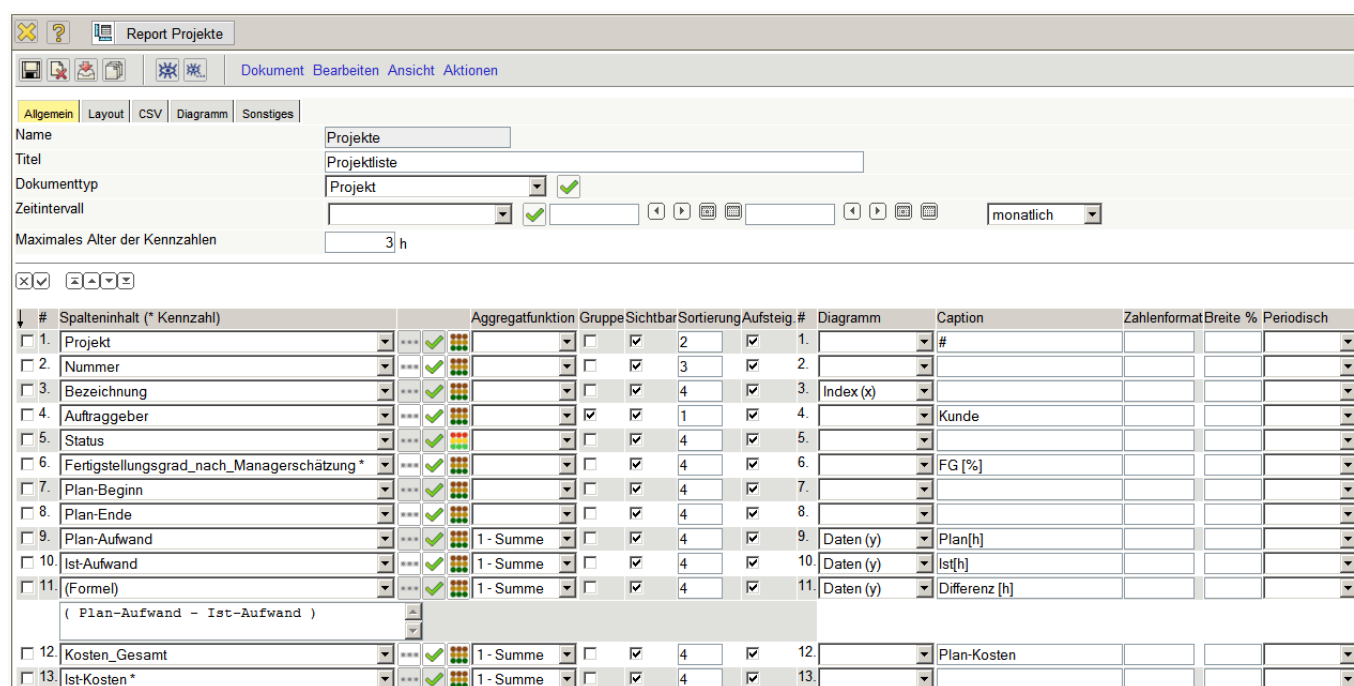 Report Projekte
Dokument Bearbeiten Ansicht Aktionen
Allgemein Layout CSV Diagramm Sonstiges
Name Projekte
Titel Projektliste
Dokumenttyp Projekt
Zeitintervall monatlich
Maximales Alter der Kennzahlen 3 h
# Spalteninhalt (* Kennzahl) Aggregatfunktion Gruppe Sichtbar Sortierung Aufsteig. # Diagramm Caption Zahlenformat Breite % Periodisch
1. Projekt 2 1. #
2. Nummer 3 2.
3. Bezeichnung 4 3. Index (x)
4. Auftraggeber 1 4. Kunde
5. Status 4 5.
6. Fertigstellungsgrad_nach_Managerschätzung * 4 6. FG [%]
7. Plan-Beginn 4 7.
8. Plan-Ende 4 8.
9. Plan-Aufwand 1 - Summe 4 9. Daten (y) Plan[h]
10. Ist-Aufwand 1 - Summe 4 10. Daten (y) Ist[h]
11. (Formel) 1 - Summe 4 11. Daten (y) Differenz [h]
( Plan-Aufwand - Ist-Aufwand )
12. Kosten_Gesamt 1 - Summe 4 12. Plan-Kosten
13. Ist-Kosten * 1 - Summe 4 13.